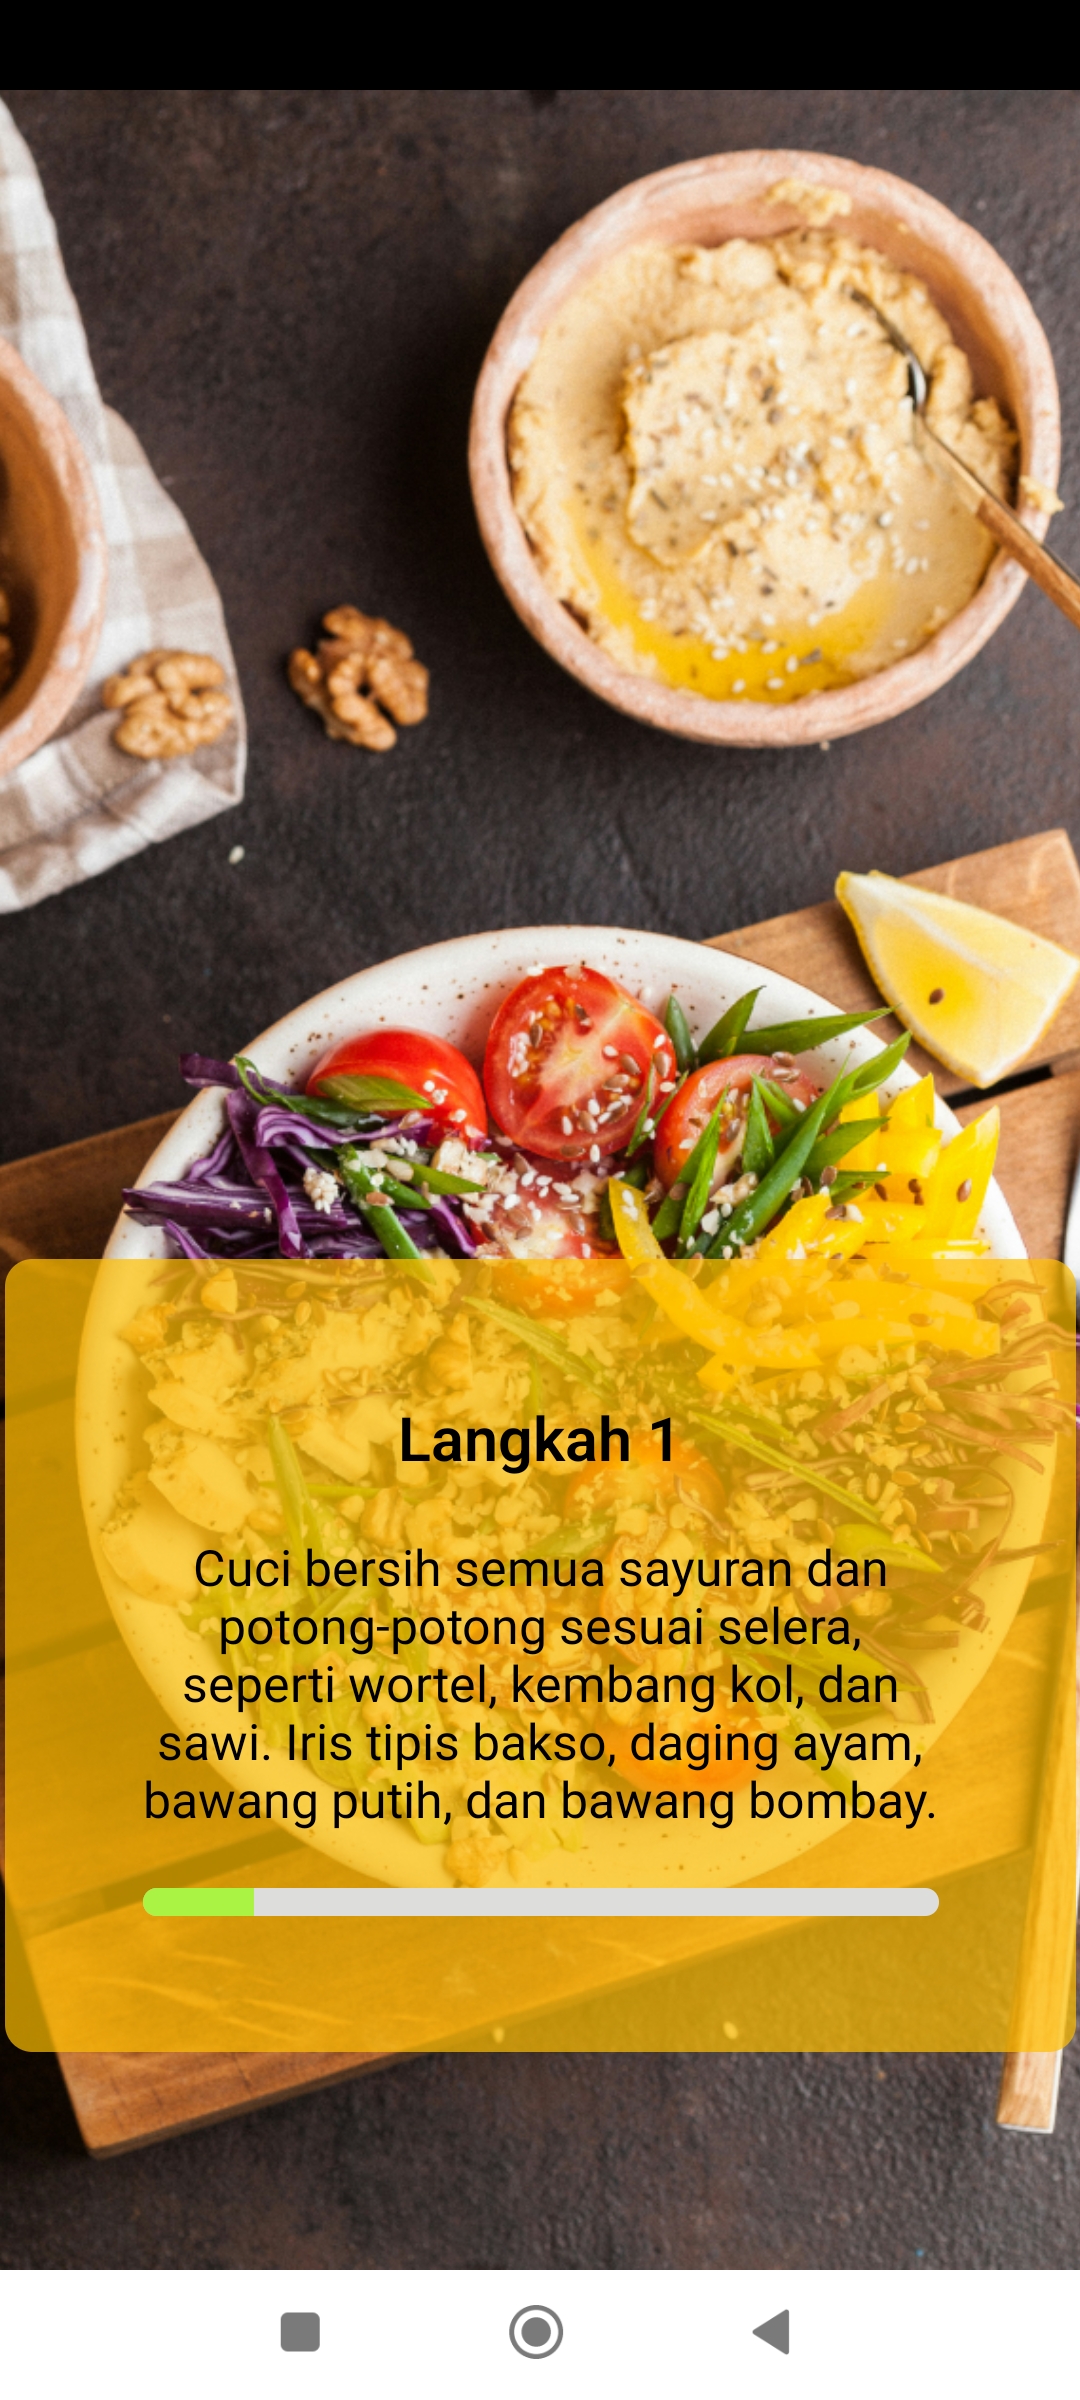 Langkah 1
Cuci bersih semua sayuran dan
potong-potong sesuai selera,
seperti wortel, kembang kol, dan
sawi. Iris tipis bakso, daging ayam,
bawang putih, dan bawang bombay.